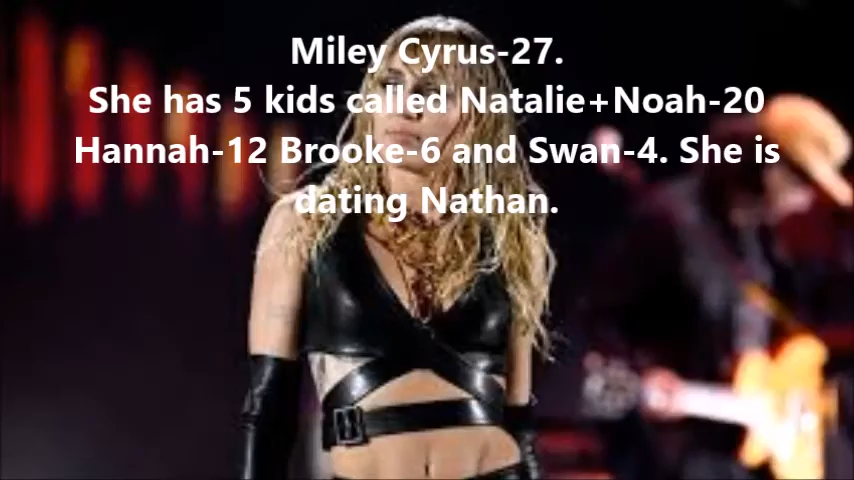 Miley Cyrus-27.
She has 5 kids called Natalie+Noah-20
Hannah-12 Brooke-6 and Swan-4. She is
dating Nathan.